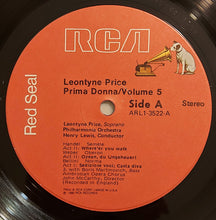 RCA
Red Seal
Leontyne Price
Prima Donna/Volume 5
Stereo
Side A
ARL1-3522-A
Leontyne Price, Soprano
Philharmonia Orchestra
Henry Lewis, Conductor
Handel: Semele
Act II: Where'er you walk
Weber: Oberon
Act II: Ozean, du Ungeheuer!
Bellini: Norma
Act I: Sediziose voci; Casta diva
with Boris Martinovich, Bass
Ambrosian Opera Chorus
John McCarthy, Director
(Recorded in England)